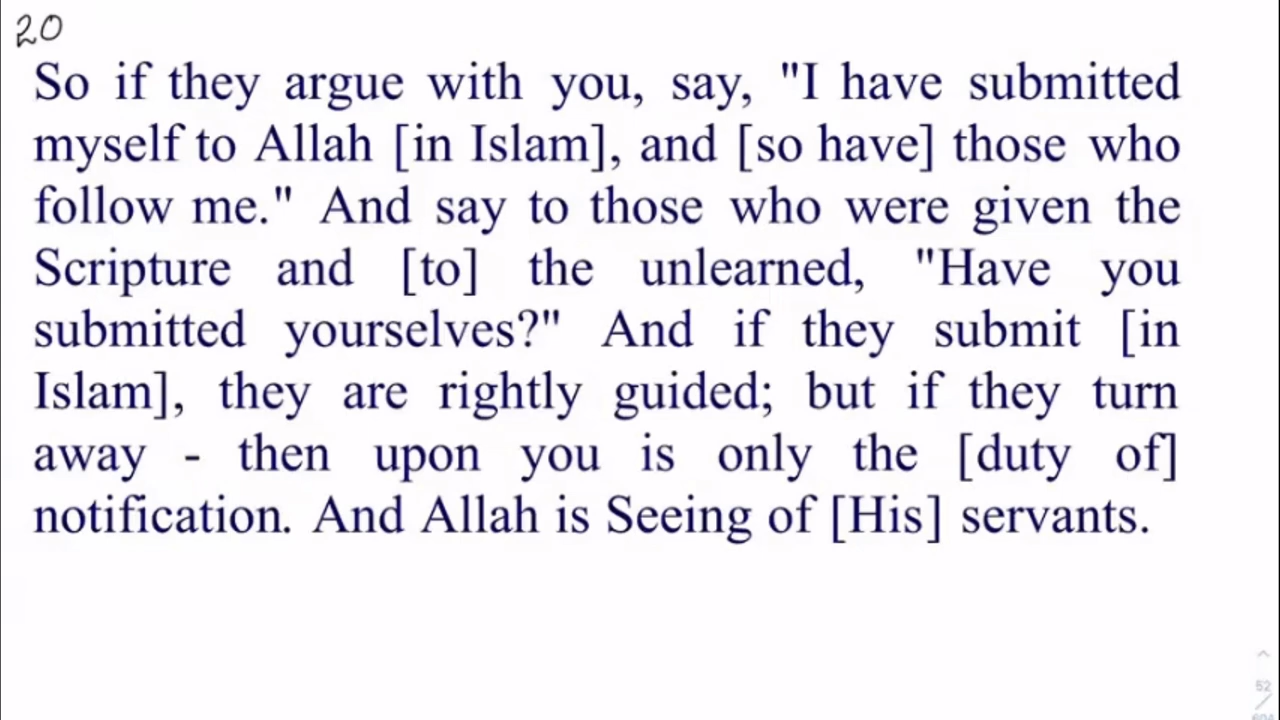 20
So if they argue with you, say, "I have submitted
myself to Allah [in Islam], and [so have] those who
follow me." And say to those who were given the
Scripture and [to] the unlearned, "Have you
submitted yourselves?" And if they submit [in
Islam], they are rightly guided; but if they turn
away - then upon you is only the [duty of]
notification. And Allah is Seeing of [His] servants.
52
/